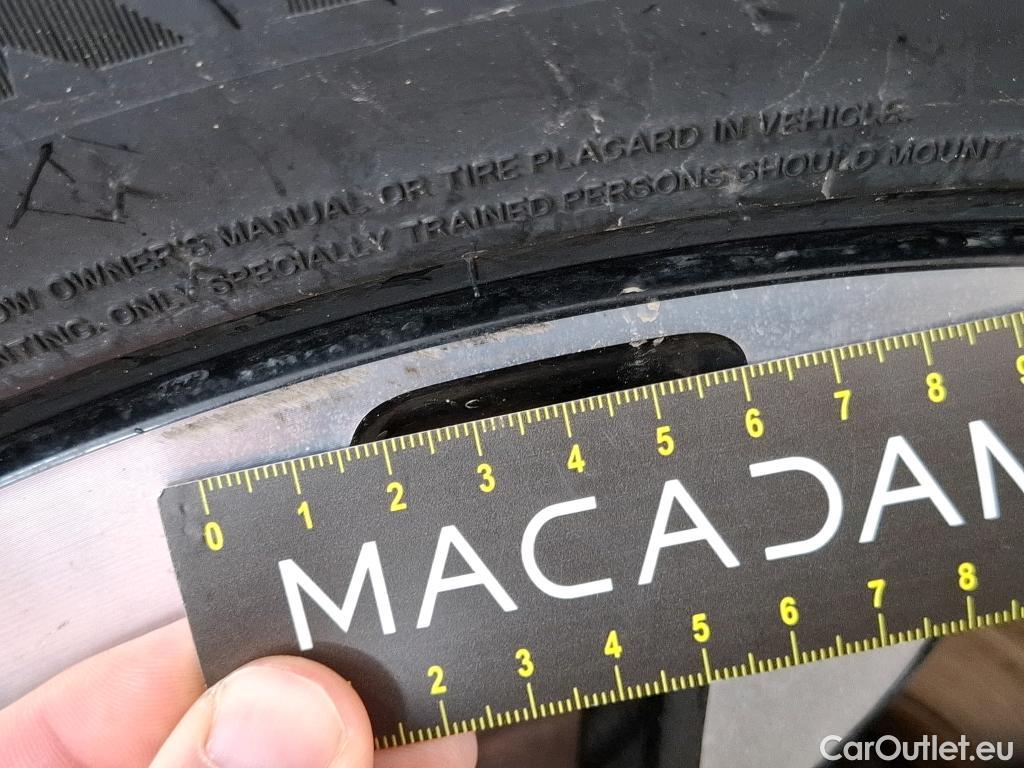 OW OWNER'S MANUAL OR TIRE PLACARD IN VEHICLE.
NTING. ONLY SPECIALLY TRAINED PERSONS SHOULD MOUNT
0 1 2 3 4 5 6 7 8 9
MACADAM
2 3 4 5 6 7 8
CarOutlet.eu